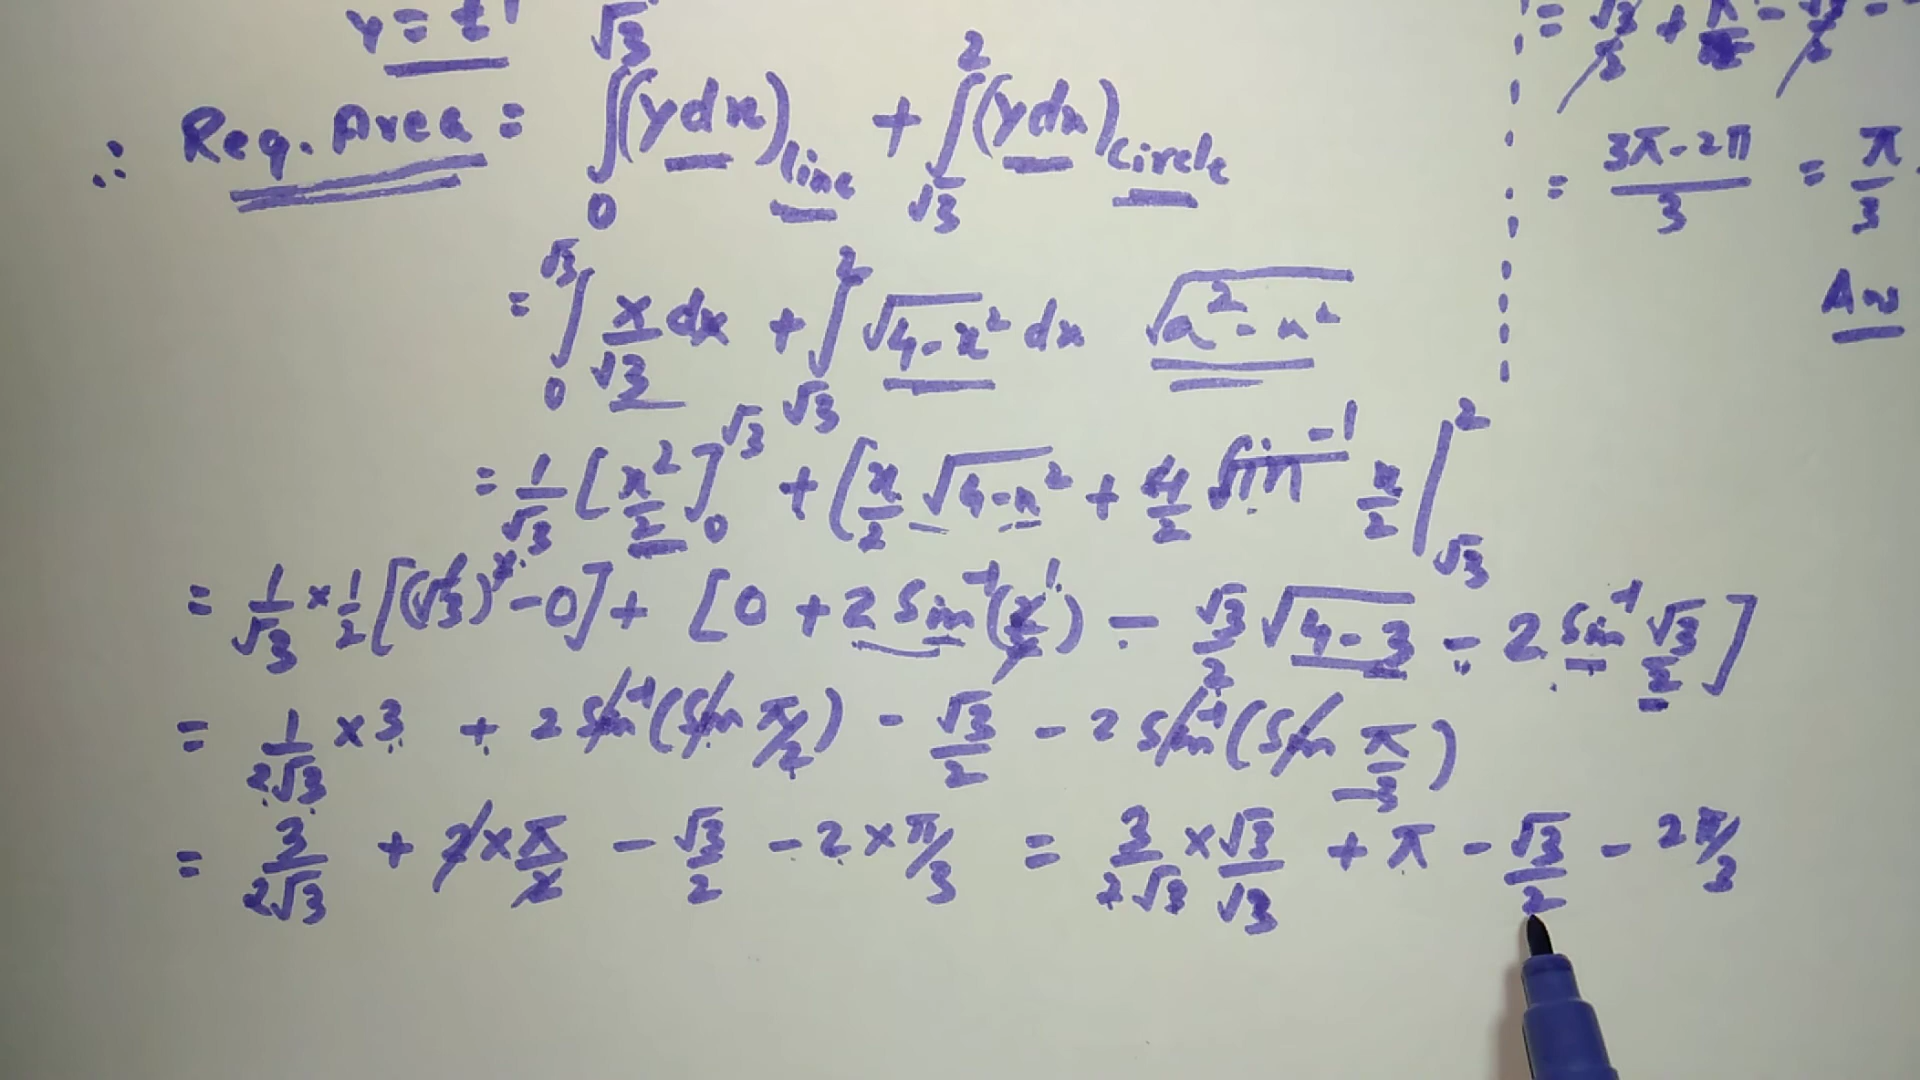 y = ±1
∴ Req. Area = ∫₀^√3 (ydx)line + ∫√3^2 (ydx)circle
= ∫₀^√3 x/√3 dx + ∫√3^2 √(4-x²) dx √(a²-x²)
= 1/√3 [x²/2]₀^√3 + (x/2 √(4-x²) + 4/2 sin⁻¹ x/2 |√3^2
= 1/√3 × 1/2 [(√3)² - 0] + [0 + 2 sin⁻¹(2/2) - √3/2 √(4-3) - 2 sin⁻¹ √3/2]
= 1/2√3 × 3 + 2 sin⁻¹(sin π/2) - √3/2 - 2 sin⁻¹(sin π/3)
= 3/2√3 + 2 × π/2 - √3/2 - 2 × π/3 = 3/2√3 × √3/√3 + π - √3/2 - 2π/3
= √3/2 + π - √3/2 -
= 3π-2π/3 = π/3
Ans